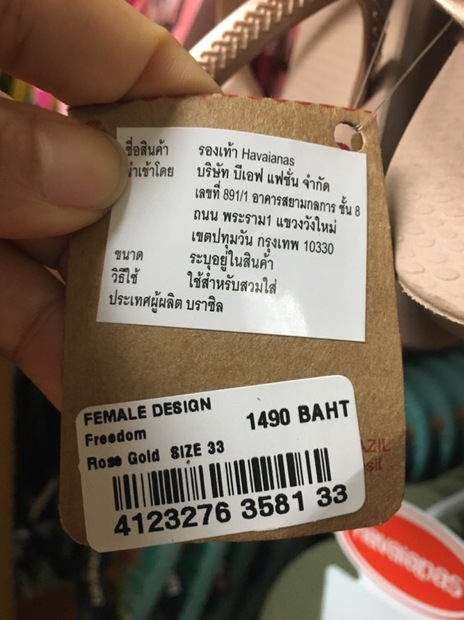 ชื่อสินค้า รองเท้า Havaianas
นำเข้าโดย บริษัท บีเอฟ แฟชั่น จำกัด
เลขที่ 891/1 อาคารสยามกลการ ชั้น 8
ถนน พระราม1 แขวงวังใหม่
เขตปทุมวัน กรุงเทพ 10330
ขนาด ระบุอยู่ในสินค้า
วิธีใช้ ใช้สำหรับสวมใส่
ประเทศผู้ผลิต บราซิล
FEMALE DESIGN 1490 BAHT
Freedom
Rose Gold SIZE 33
4123276 3581 33
havaianas